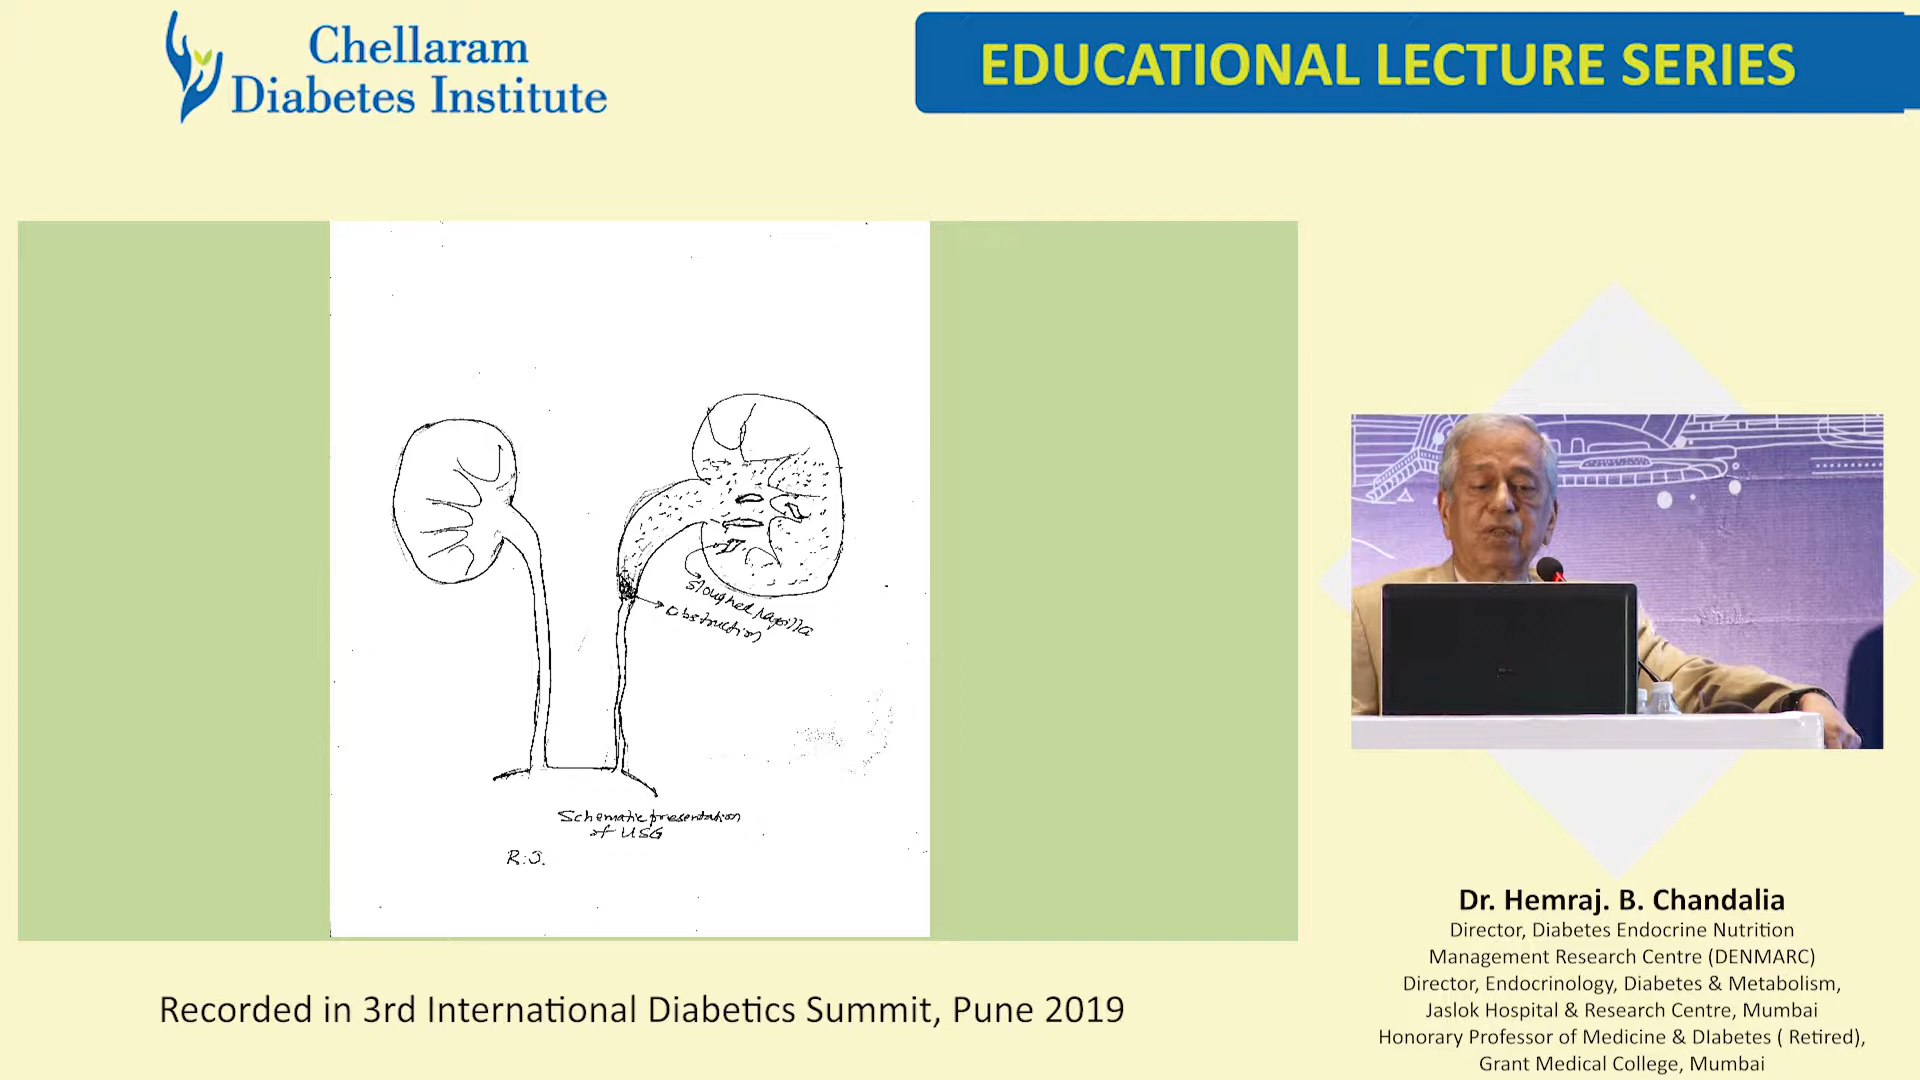 Chellaram
Diabetes Institute
EDUCATIONAL LECTURE SERIES
Sloughed papilla
Obstruction
Schematic presentation
of USG
R.S.
Recorded in 3rd International Diabetics Summit, Pune 2019
Dr. Hemraj. B. Chandalia
Director, Diabetes Endocrine Nutrition
Management Research Centre (DENMARC)
Director, Endocrinology, Diabetes & Metabolism,
Jaslok Hospital & Research Centre, Mumbai
Honorary Professor of Medicine & DIabetes ( Retired),
Grant Medical College, Mumbai